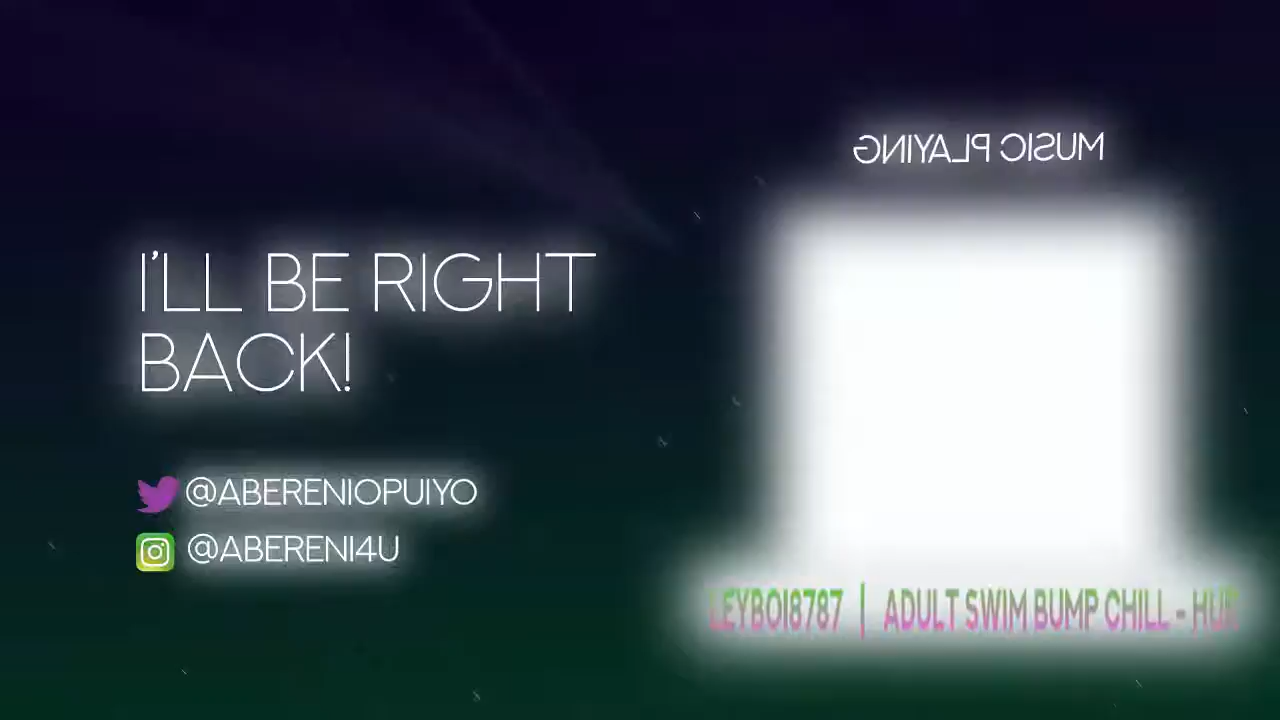 MUSIC PLAYING
I'LL BE RIGHT
BACK!
@ABERENIOPUIYO
@ABERENI4U
LEYBOI8787 | ADULT SWIM BUMP CHILL -